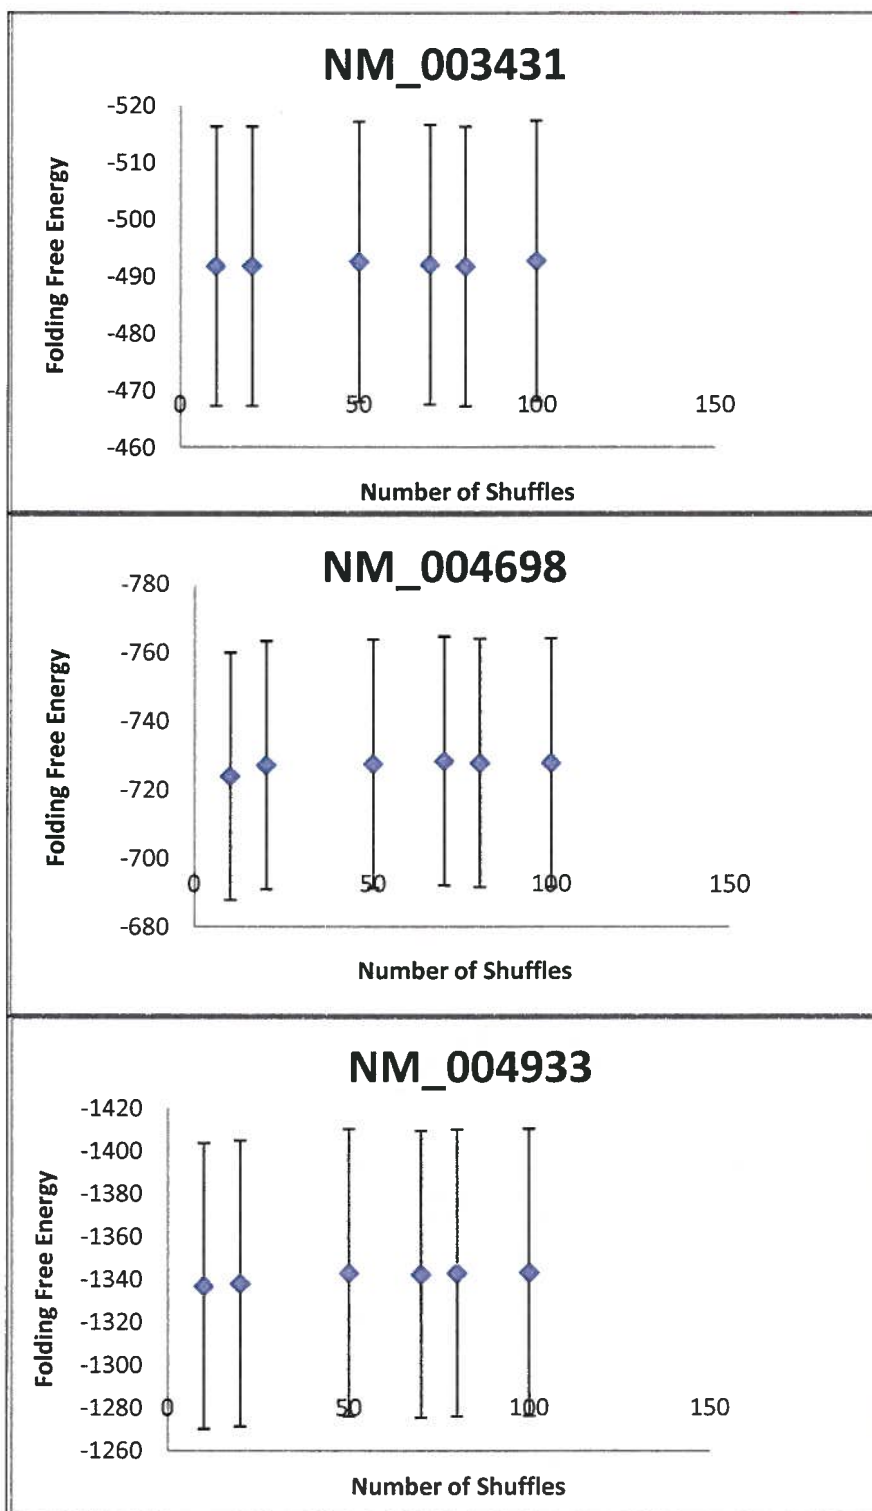 NM_003431
-520
-510
-500
-490
-480
-470
-460
Folding Free Energy
0 50 100 150
Number of Shuffles
NM_004698
-780
-760
-740
-720
-700
-680
Folding Free Energy
0 50 100 150
Number of Shuffles
NM_004933
-1420
-1400
-1380
-1360
-1340
-1320
-1300
-1280
-1260
Folding Free Energy
0 50 100 150
Number of Shuffles